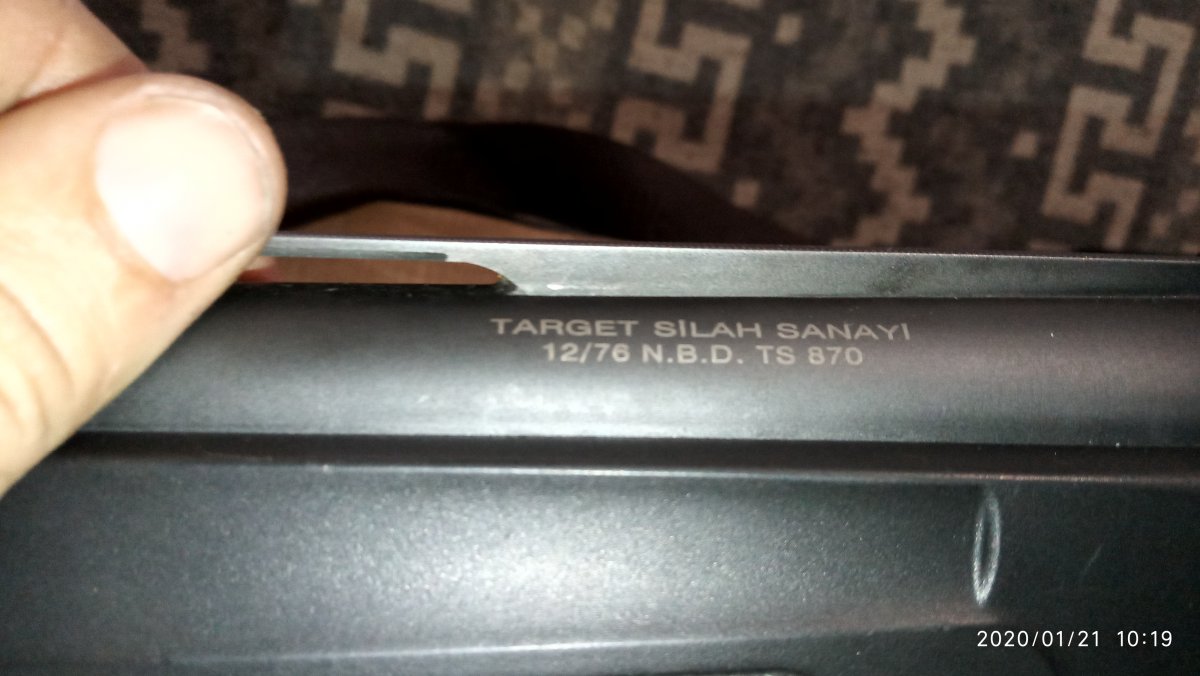 TARGET SİLAH SANAYİ
12/76 N.B.D. TS 870
2020/01/21 10:19